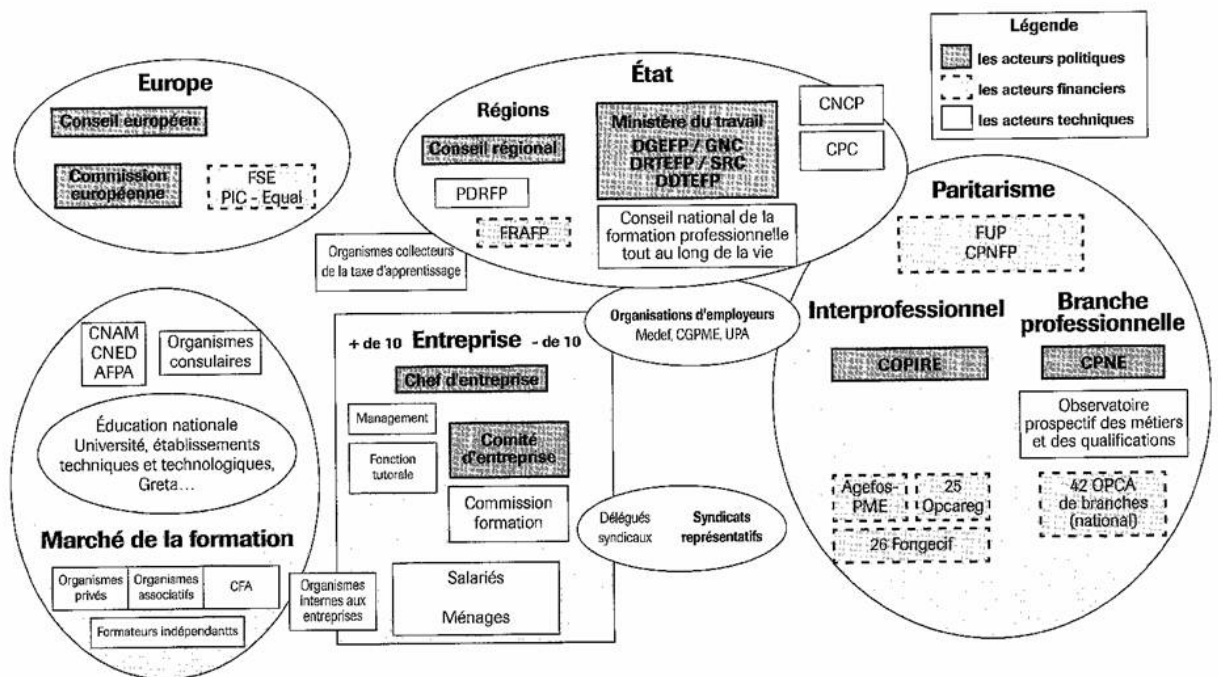 Légende
les acteurs politiques
les acteurs financiers
les acteurs techniques
Europe
Conseil européen
Commission
européenne
FSE
PIC - Equal
État
Régions
Conseil régional
PDRFP
FRAFP
Ministère du travail
DGEFP / GNC
DRTEFP / SRC
DDTEFP
CNCP
CPC
Conseil national de la
formation professionnelle
tout au long de la vie
Organismes collecteurs
de la taxe d'apprentissage
Paritarisme
FUP
CPNFP
Interprofessionnel
COPIRE
Agefos-
PME
25
Opcareg
26 Fongecif
Branche
professionnelle
CPNE
Observatoire
prospectif des métiers
et des qualifications
42 OPCA
de branches
(national)
Organisations d'employeurs
Medef, CGPME, UPA
+ de 10 Entreprise - de 10
Chef d'entreprise
Management
Fonction
tutorale
Comité
d'entreprise
Commission
formation
Délégués
syndicaux
Syndicats
représentatifs
Salariés
Ménages
Organismes
internes aux
entreprises
CNAM
CNED
AFPA
Organismes
consulaires
Éducation nationale
Université, établissements
techniques et technologiques,
Greta...
Marché de la formation
Organismes
privés
Organismes
associatifs
CFA
Formateurs indépendantts